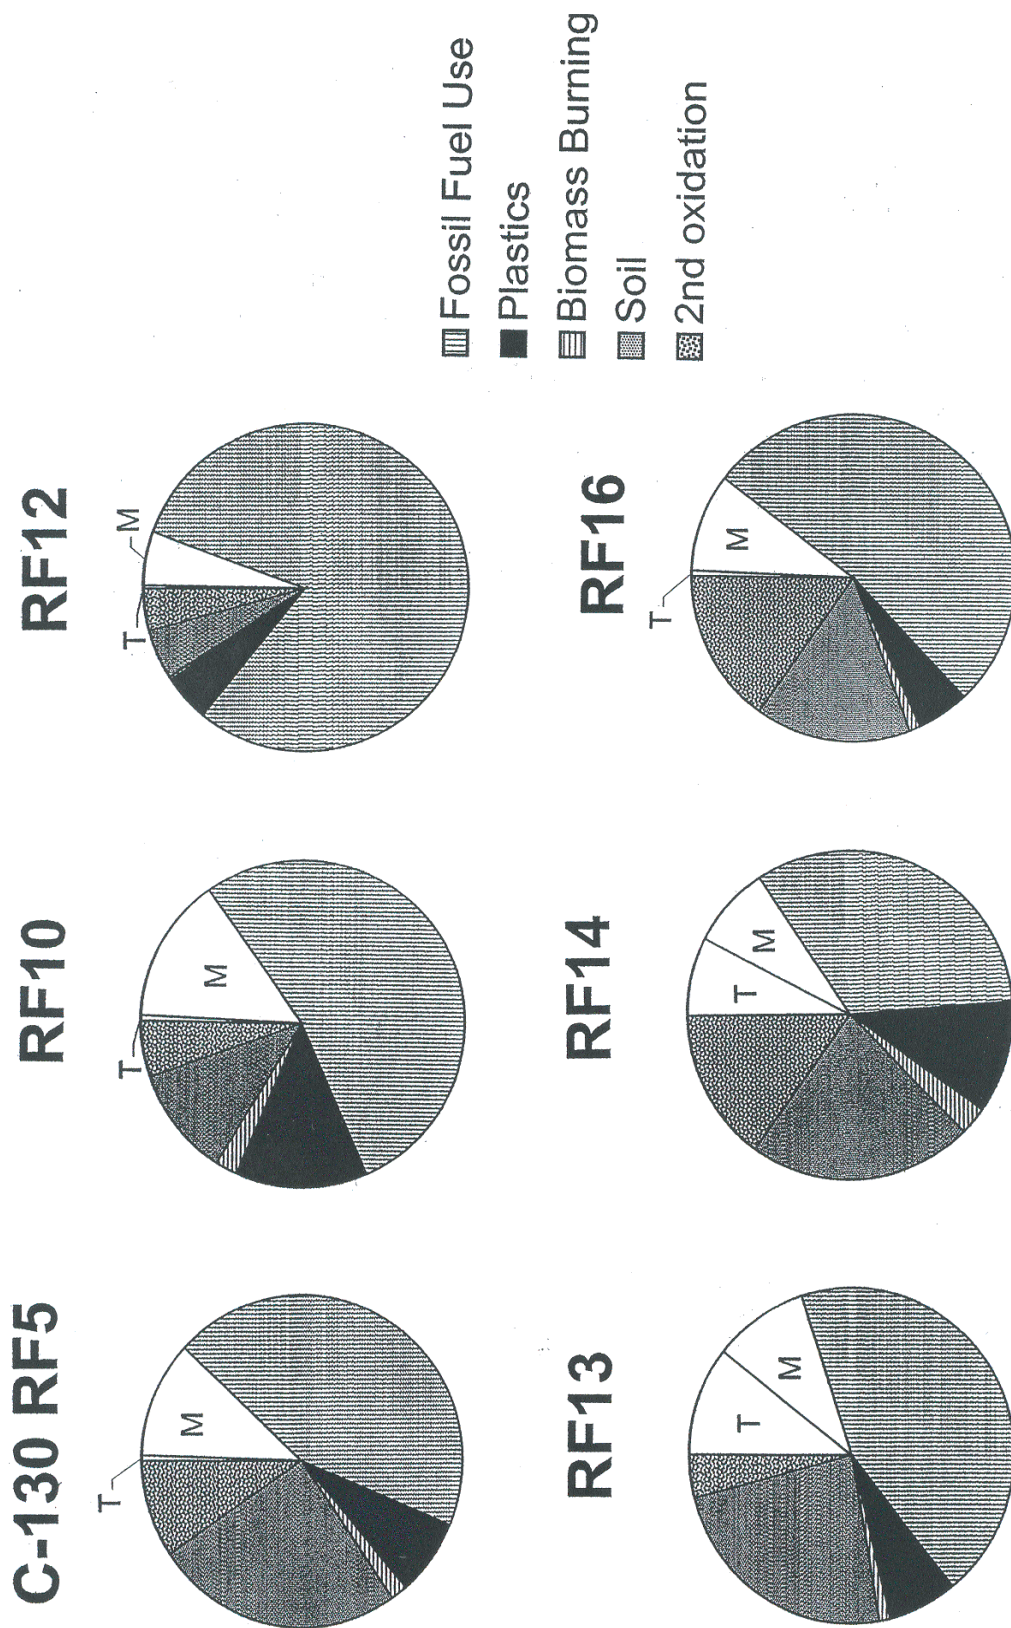 C-130 RF5
T
M
RF10
T
M
RF12
T
M
RF13
T
M
RF14
T
M
RF16
T
M
Fossil Fuel Use
Plastics
Biomass Burning
Soil
2nd oxidation